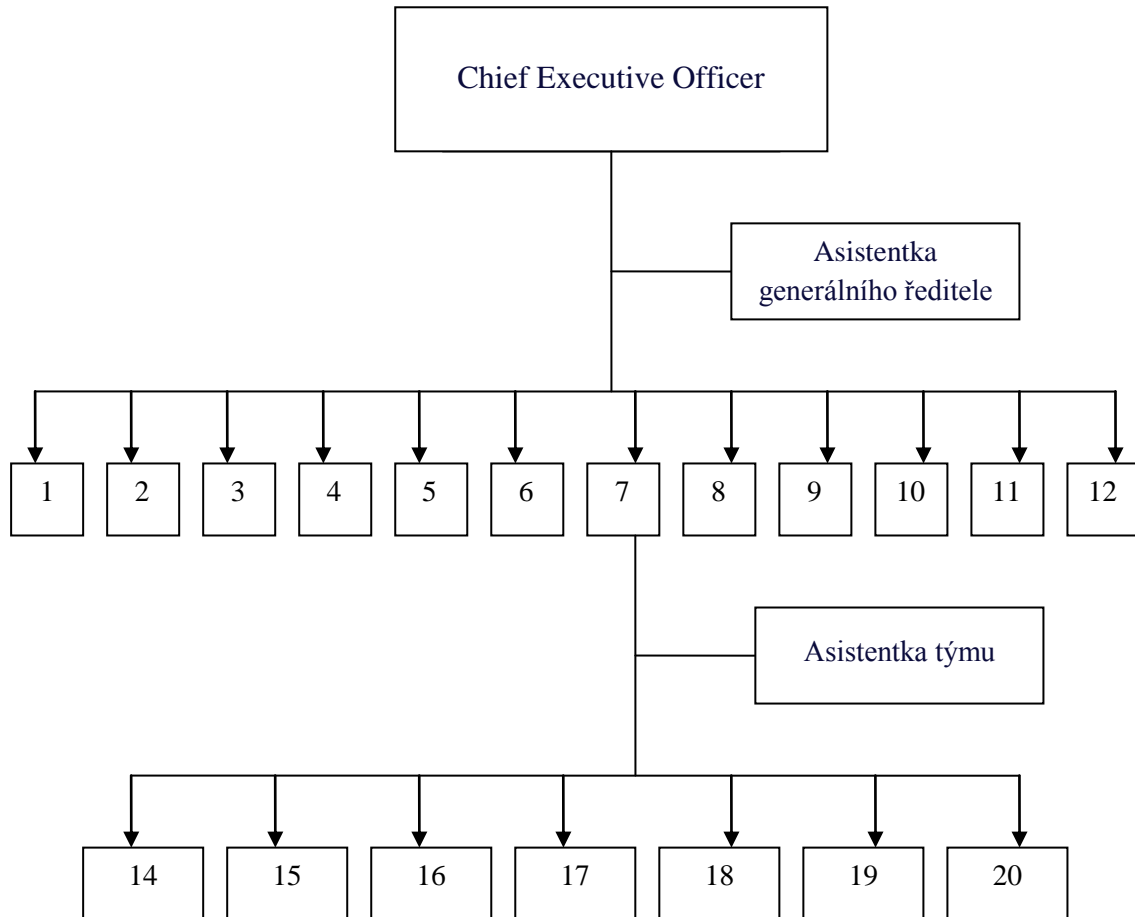 Chief Executive Officer
Asistentka
generálního ředitele
1 2 3 4 5 6 7 8 9 10 11 12
Asistentka týmu
14 15 16 17 18 19 20